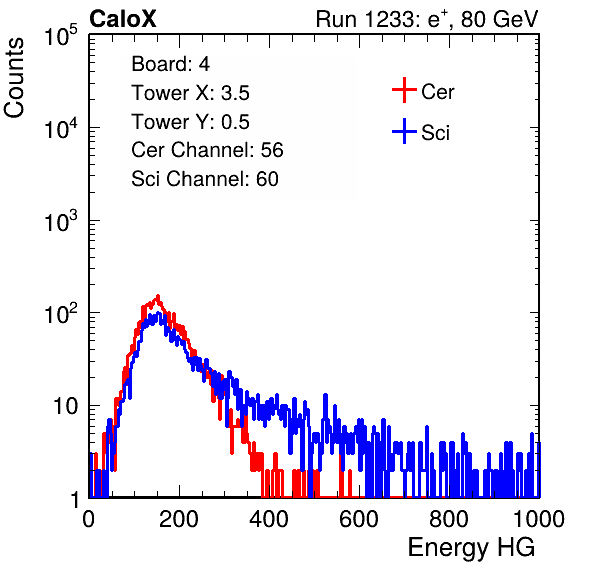 CaloX Run 1233: e⁺, 80 GeV
Counts
Board: 4
Tower X: 3.5
Tower Y: 0.5
Cer Channel: 56
Sci Channel: 60
Cer
Sci
10⁵
10⁴
10³
10²
10
1
0 200 400 600 800 1000
Energy HG